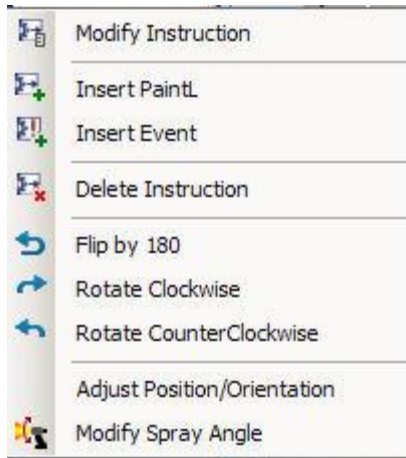 Modify Instruction
Insert PaintL
Insert Event
Delete Instruction
Flip by 180
Rotate Clockwise
Rotate CounterClockwise
Adjust Position/Orientation
Modify Spray Angle